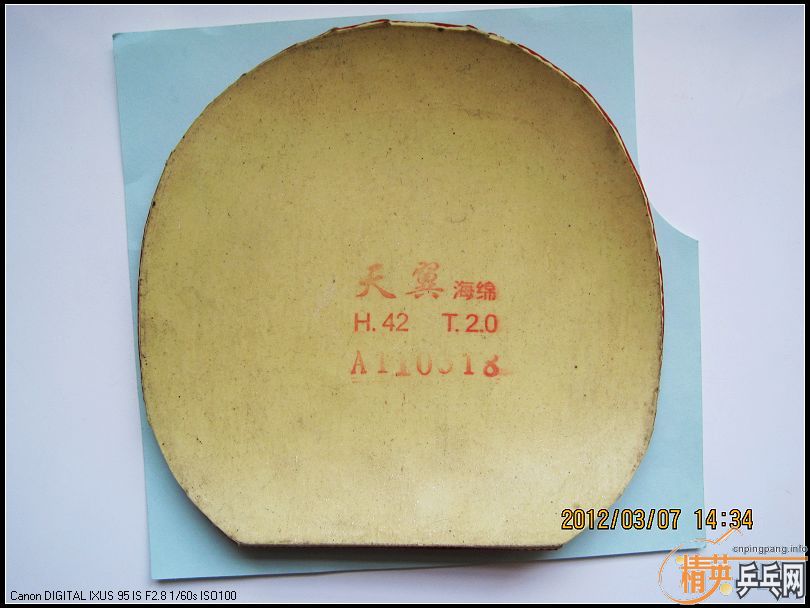 天翼 海绵
H. 42 T. 2.0
A110318
2012/03/07 14:34
cnpingpang.info
精英乒乓网
Canon DIGITAL IXUS 95 IS F2.8 1/60s ISO100